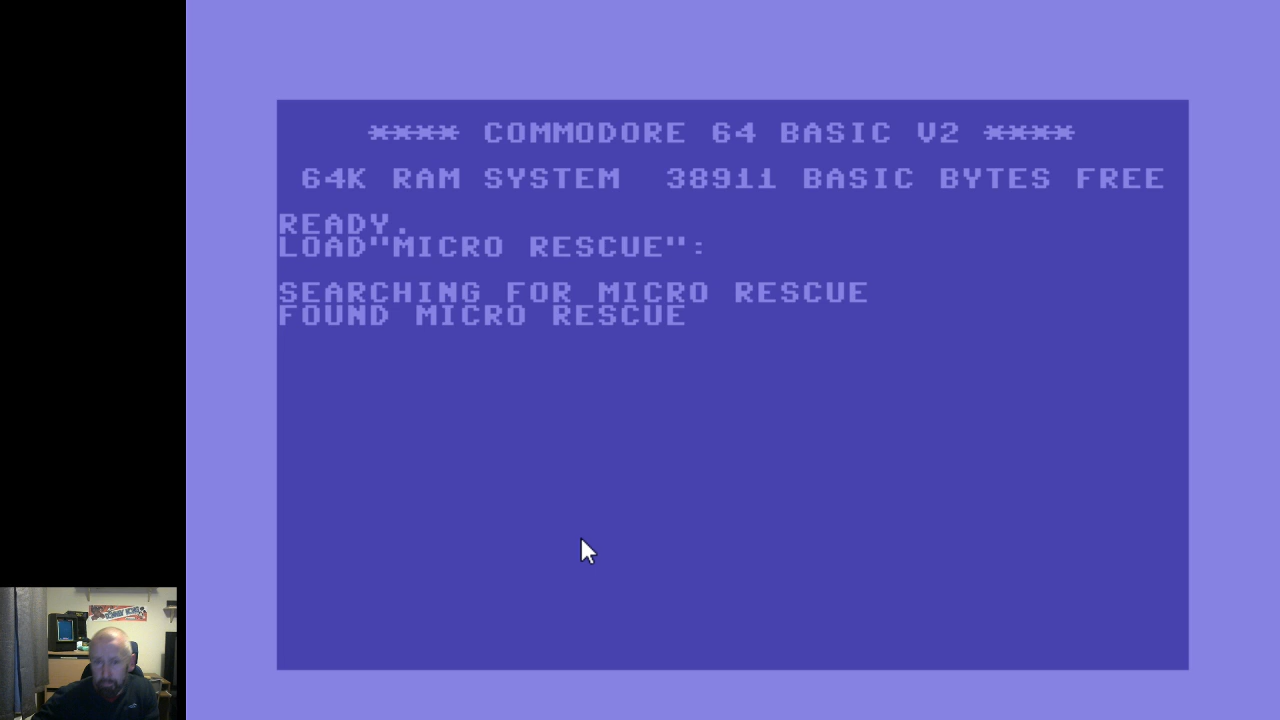 **** COMMODORE 64 BASIC V2 ****
64K RAM SYSTEM  38911 BASIC BYTES FREE
READY.
LOAD"MICRO RESCUE":
SEARCHING FOR MICRO RESCUE
FOUND MICRO RESCUE